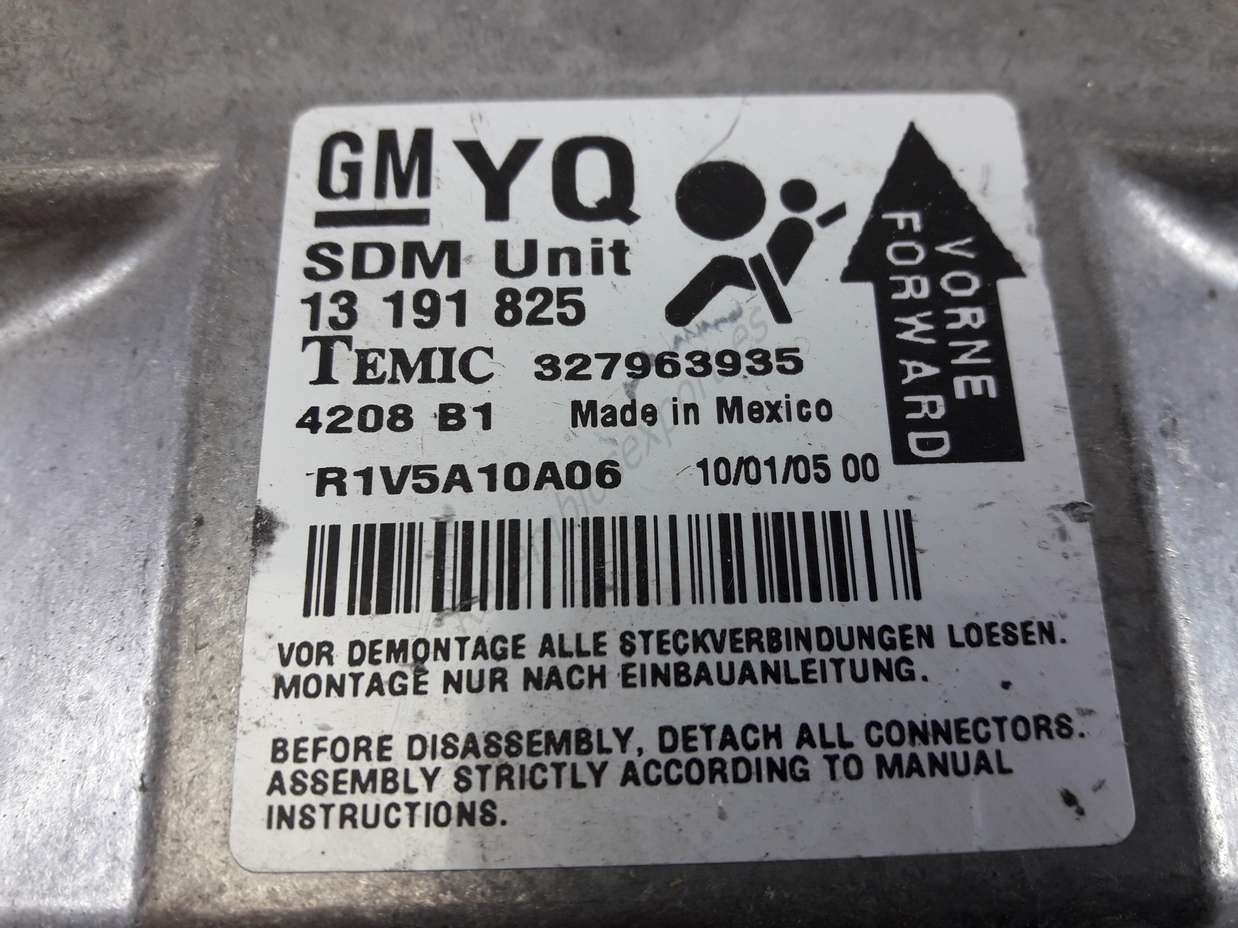 GM YQ
SDM Unit
13 191 825
TEMIC 327963935
4208 B1 Made in Mexico
R1V5A10A06 10/01/05 00
VORNE
FORWARD
VOR DEMONTAGE ALLE STECKVERBINDUNGEN LOESEN.
MONTAGE NUR NACH EINBAUANLEITUNG.
BEFORE DISASSEMBLY, DETACH ALL CONNECTORS.
ASSEMBLY STRICTLY ACCORDING TO MANUAL
INSTRUCTIONS.